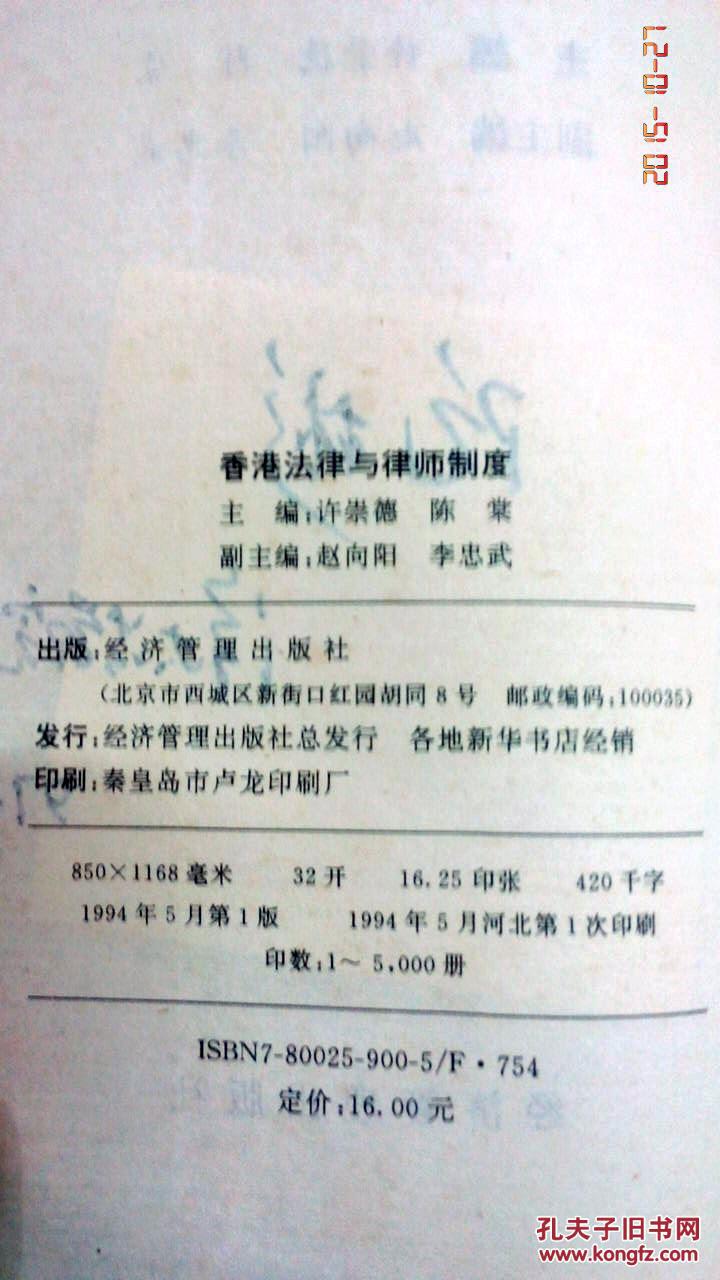 2015-10-27
香港法律与律师制度
主 编:许崇德 陈 棠
副主编:赵向阳 李忠武
出版:经济管理出版社
(北京市西城区新街口红园胡同8号 邮政编码:100035)
发行:经济管理出版社总发行 各地新华书店经销
印刷:秦皇岛市卢龙印刷厂
850×1168毫米 32开 16.25印张 420千字
1994年5月第1版 1994年5月河北第1次印刷
印数:1~5,000册
ISBN7-80025-900-5/F·754
定价:16.00元
孔夫子旧书网
www.kongfz.com